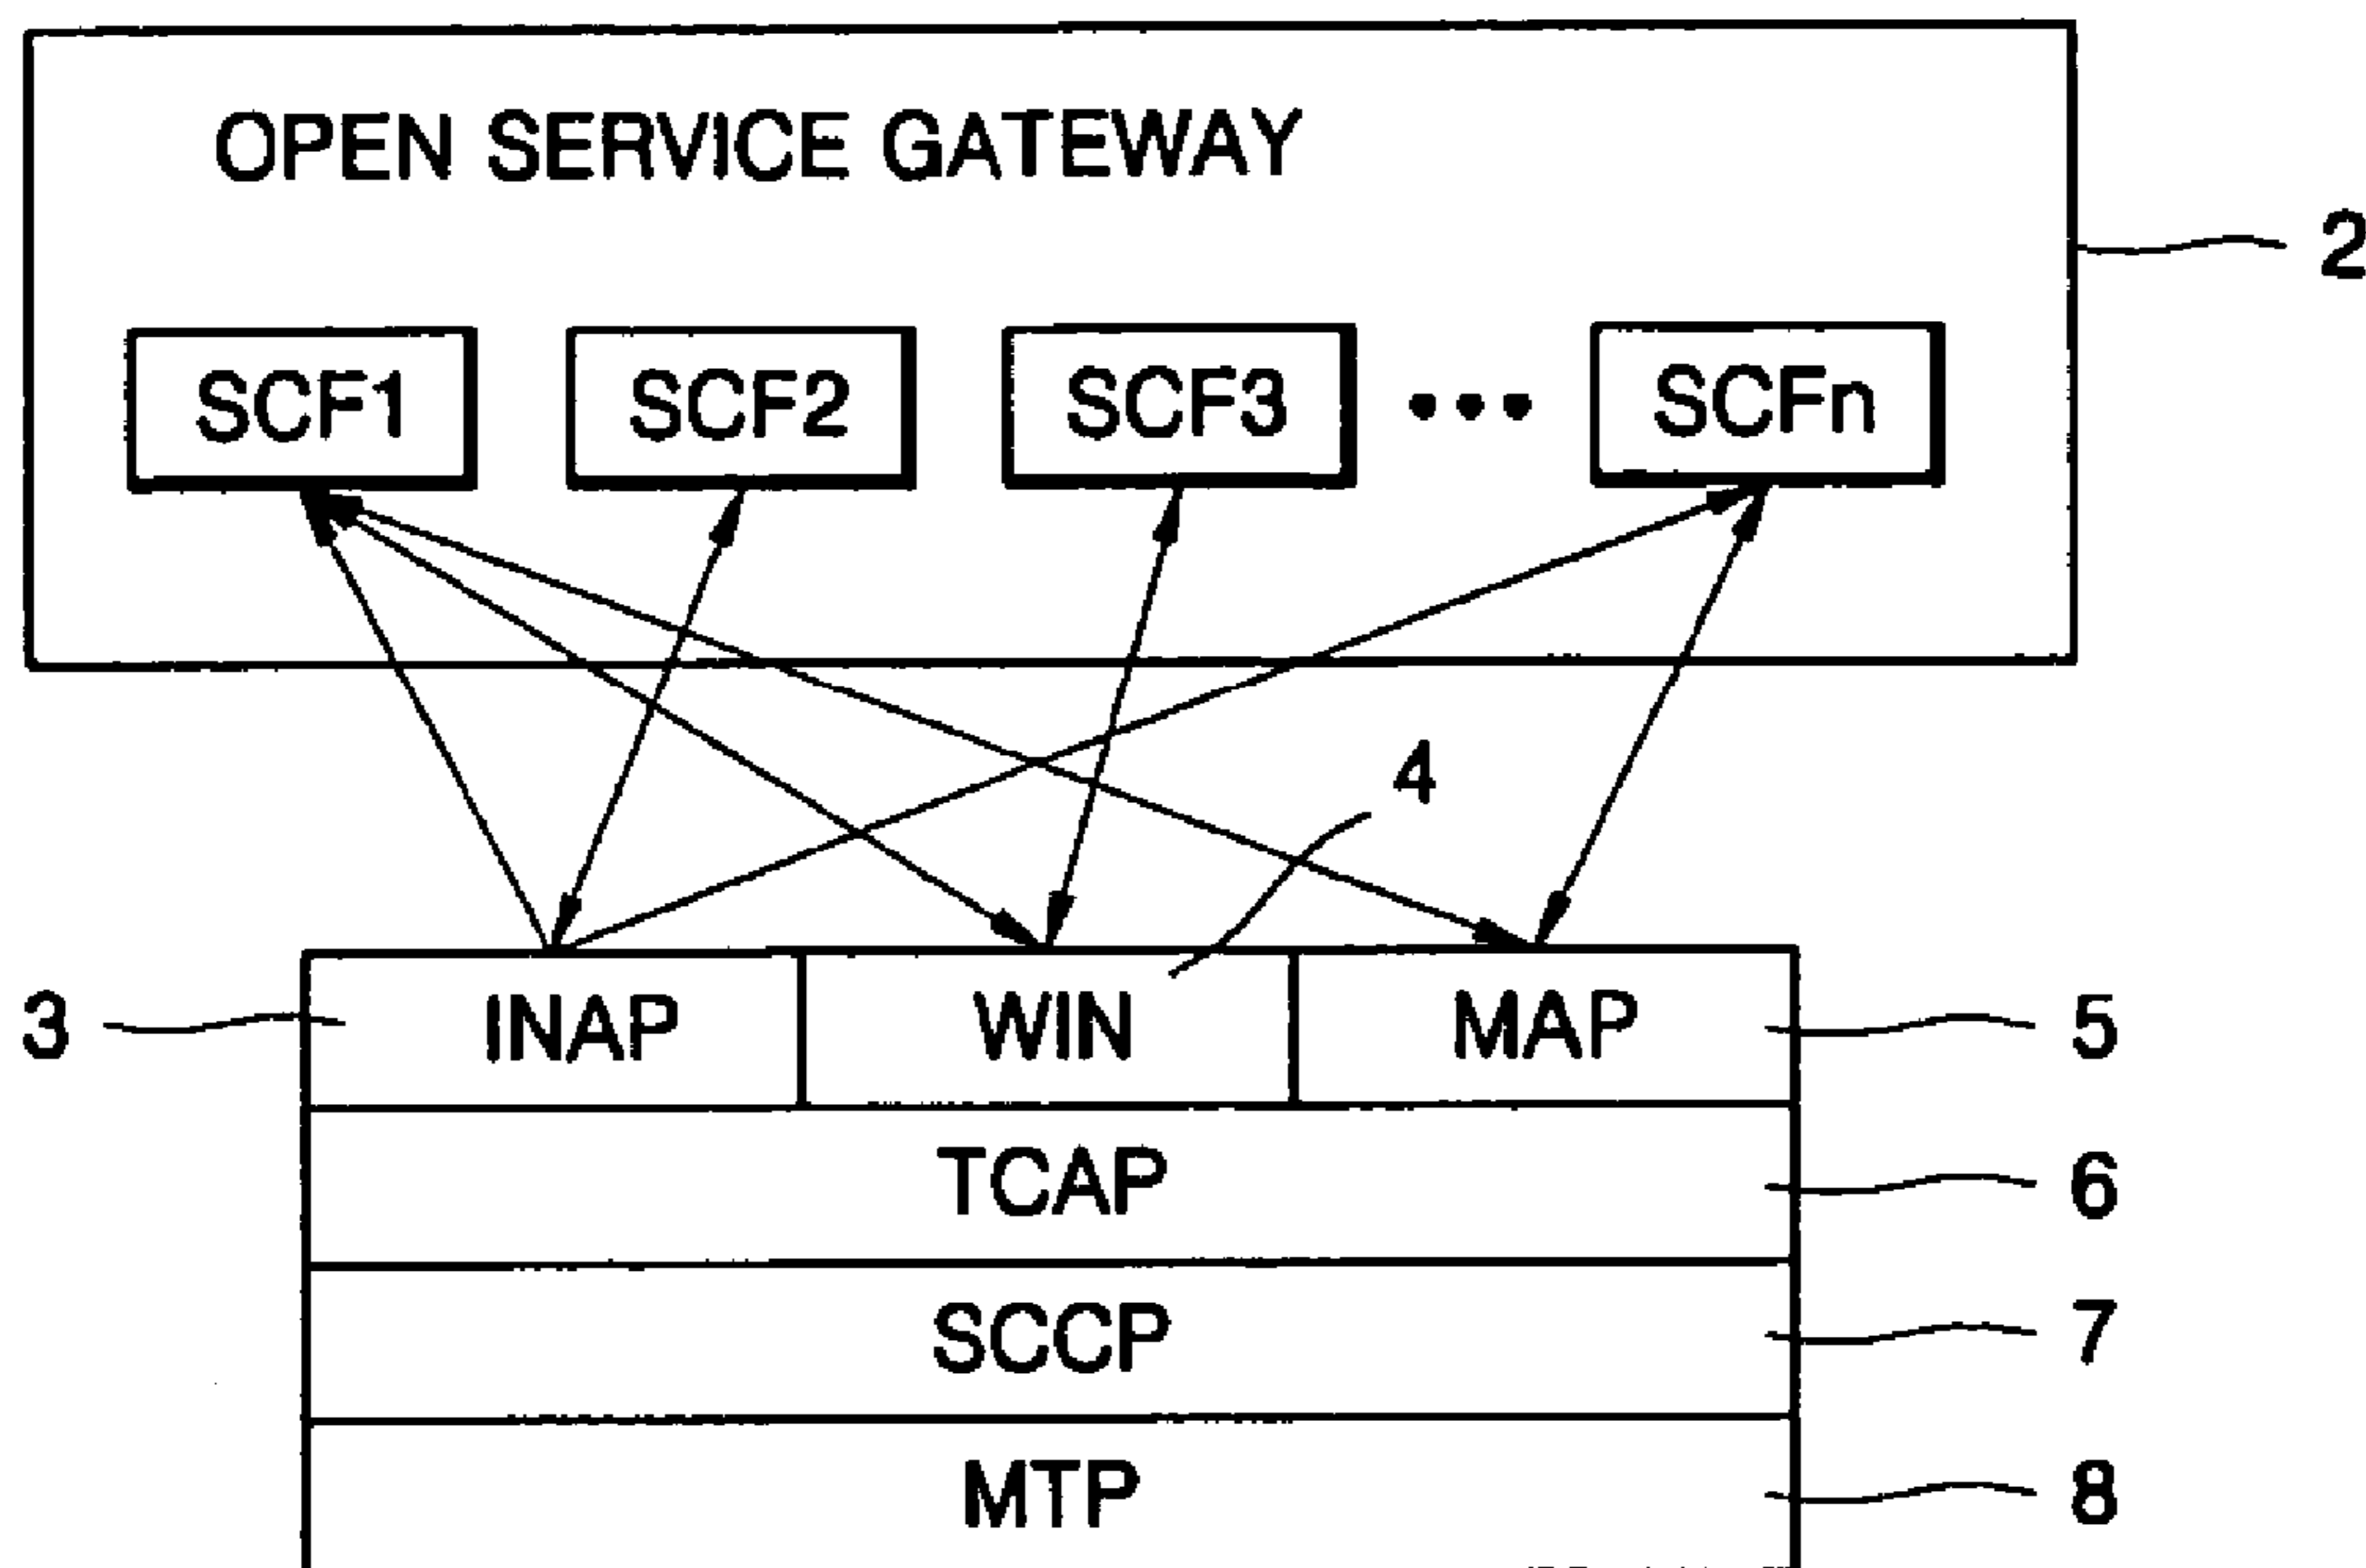 OPEN SERVICE GATEWAY
2
SCF1 SCF2 SCF3 ••• SCFn
4
3 INAP WIN MAP 5
TCAP 6
SCCP 7
MTP 8